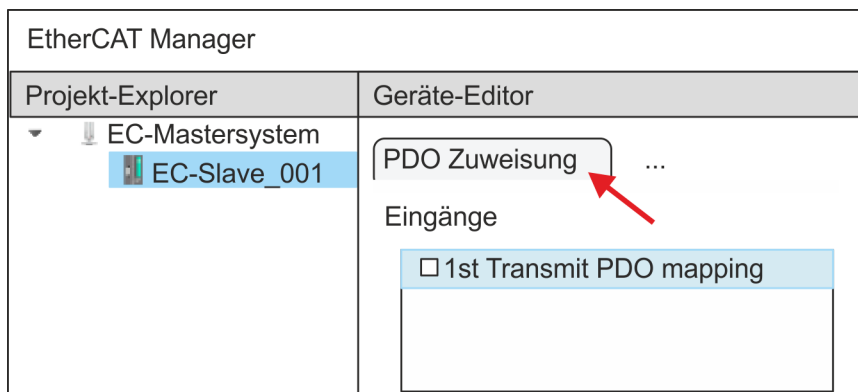 EtherCAT Manager
Projekt-Explorer
Geräte-Editor
EC-Mastersystem
EC-Slave_001
PDO Zuweisung
...
Eingänge
1st Transmit PDO mapping